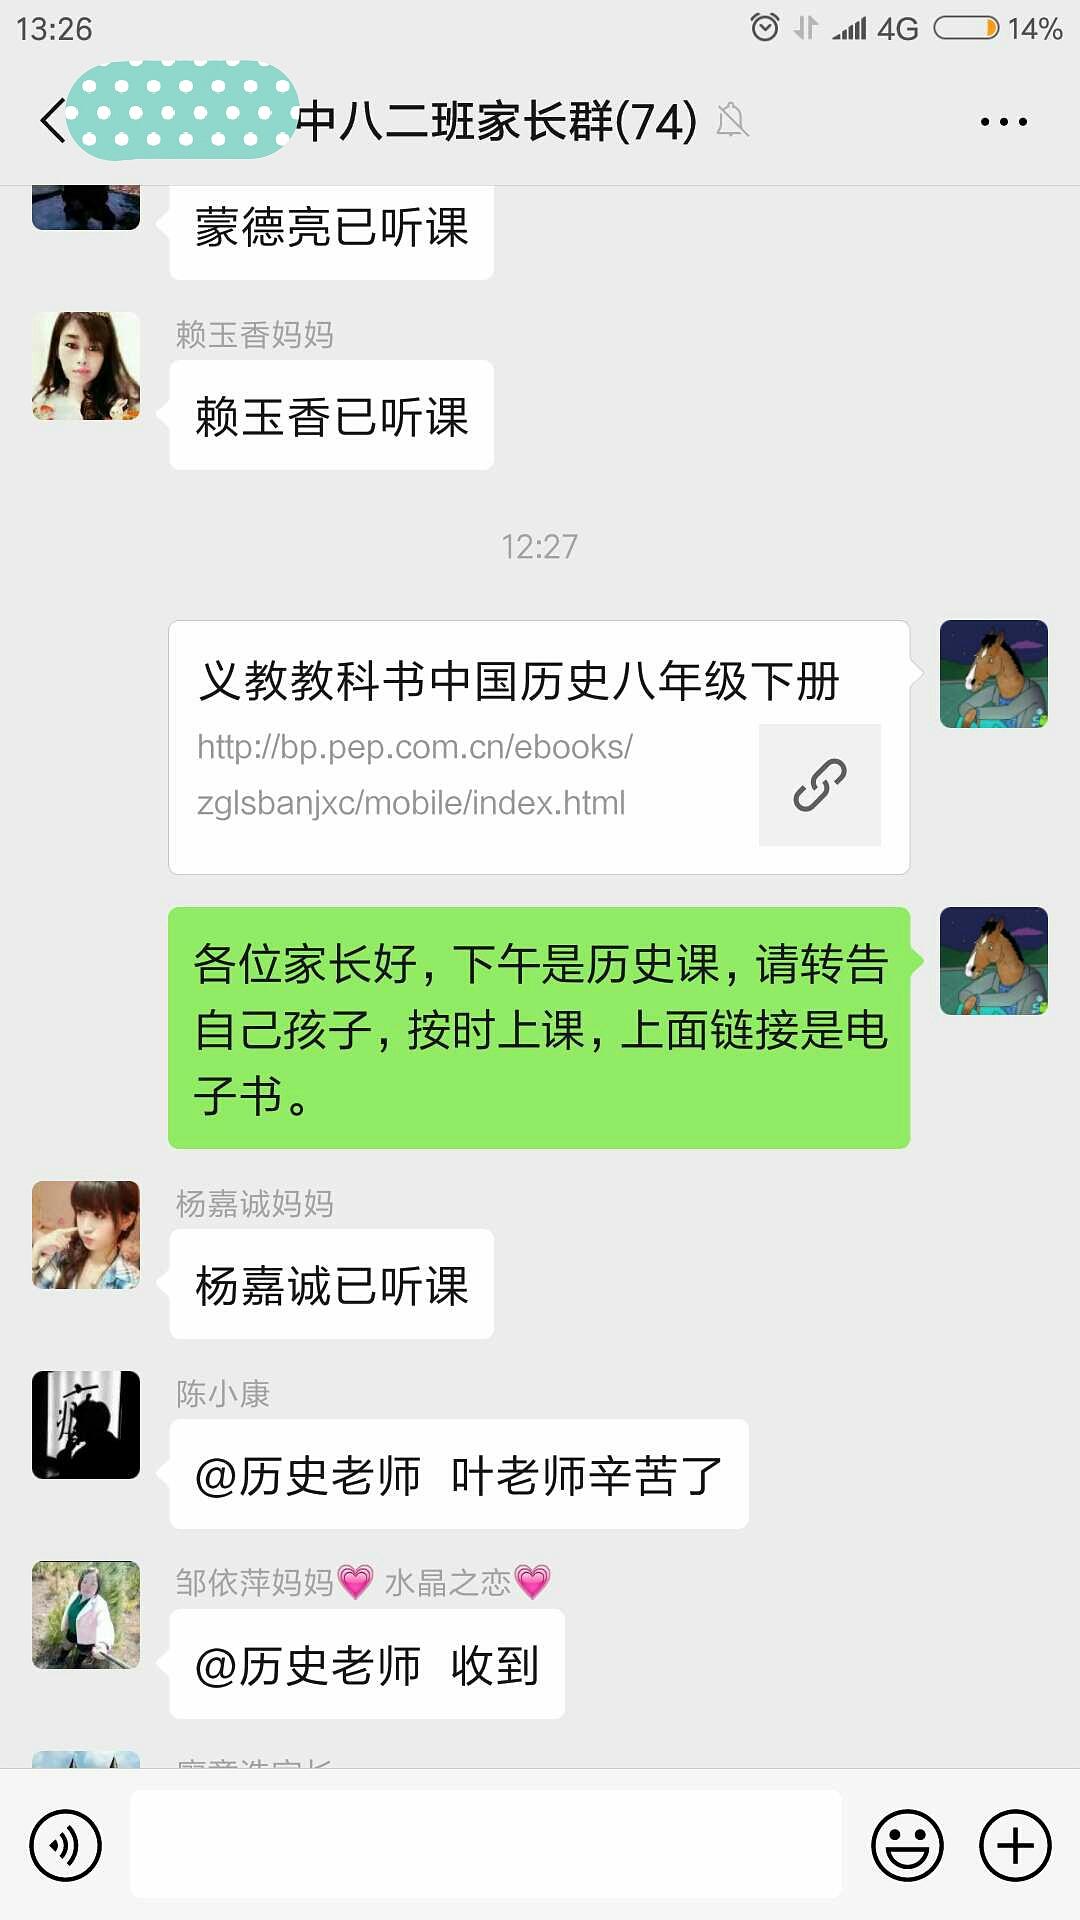 13:26
4G
14%
中八二班家长群(74)
蒙德亮已听课
赖玉香妈妈
赖玉香已听课
12:27
义教教科书中国历史八年级下册
http://bp.pep.com.cn/ebooks/
zglsbanjxc/mobile/index.html
各位家长好，下午是历史课，请转告
自己孩子，按时上课，上面链接是电
子书。
杨嘉诚妈妈
杨嘉诚已听课
陈小康
@历史老师 叶老师辛苦了
邹依萍妈妈💗 水晶之恋💗
@历史老师 收到